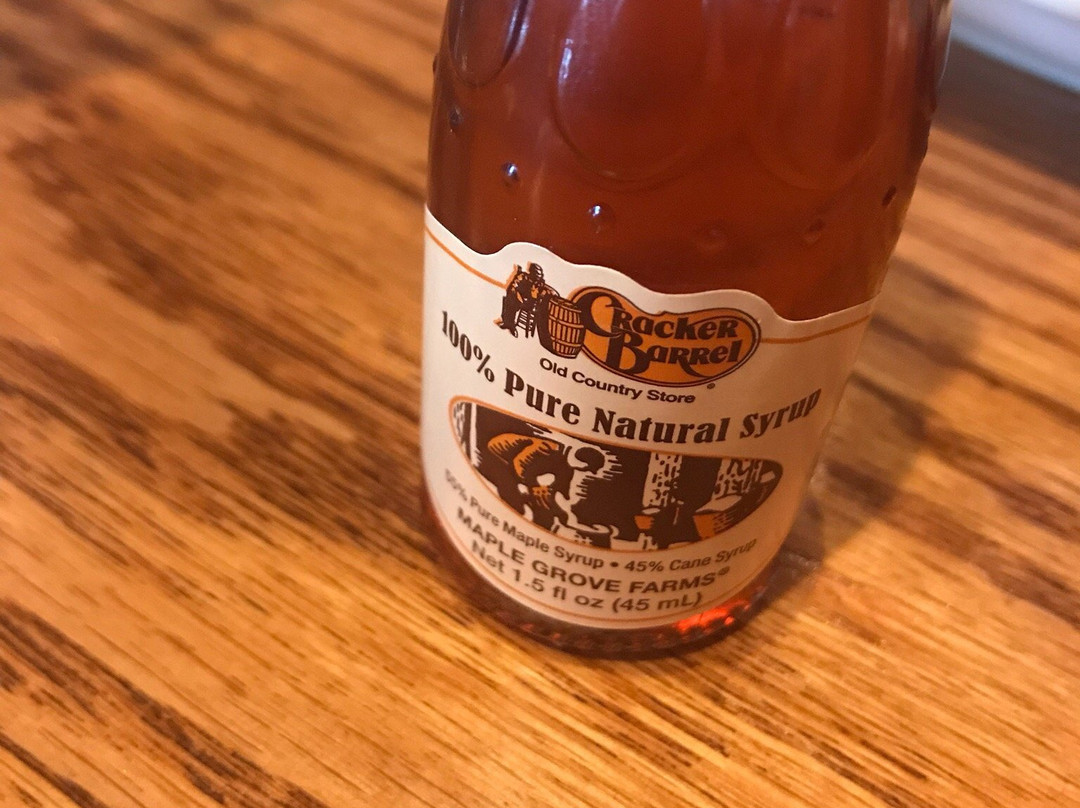 Cracker
Barrel
Old Country Store
100% Pure Natural Syrup
55% Pure Maple Syrup • 45% Cane Syrup
MAPLE GROVE FARMS®
Net 1.5 fl oz (45 mL)